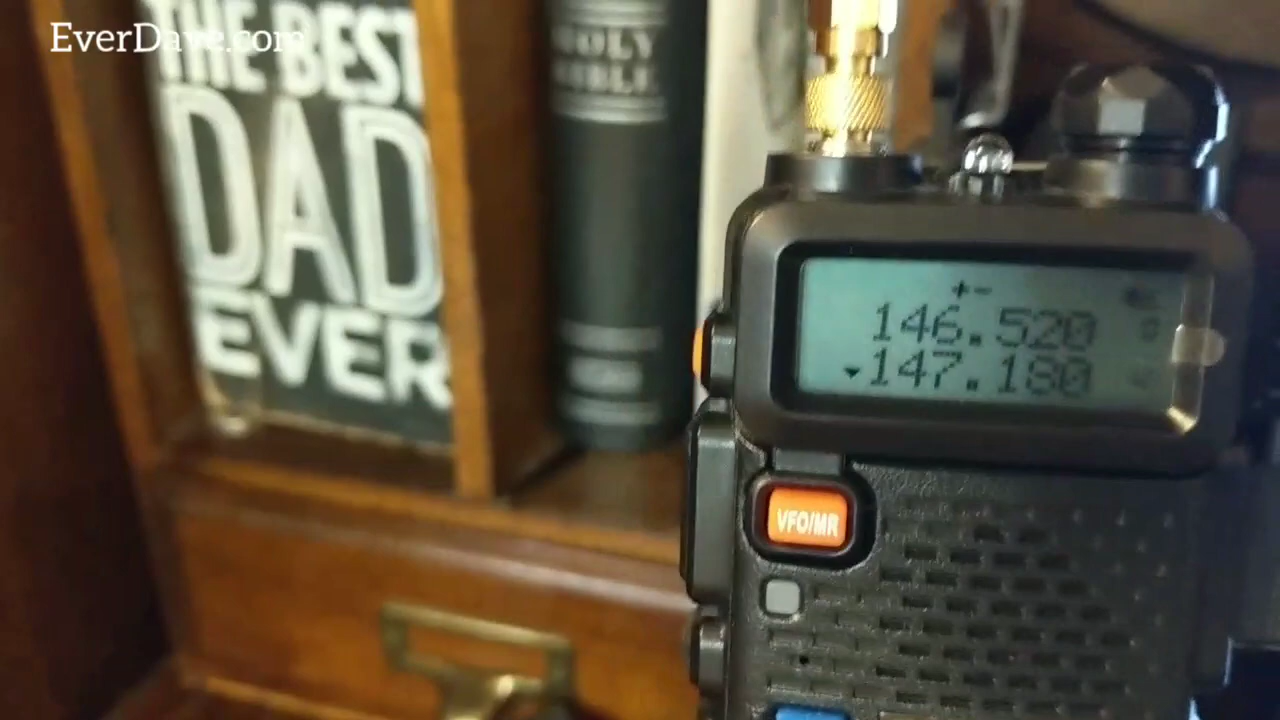 EverDave.com
THE BEST
DAD
EVER
HOLY
BIBLE
+-
146.520
147.180
VFO/MR